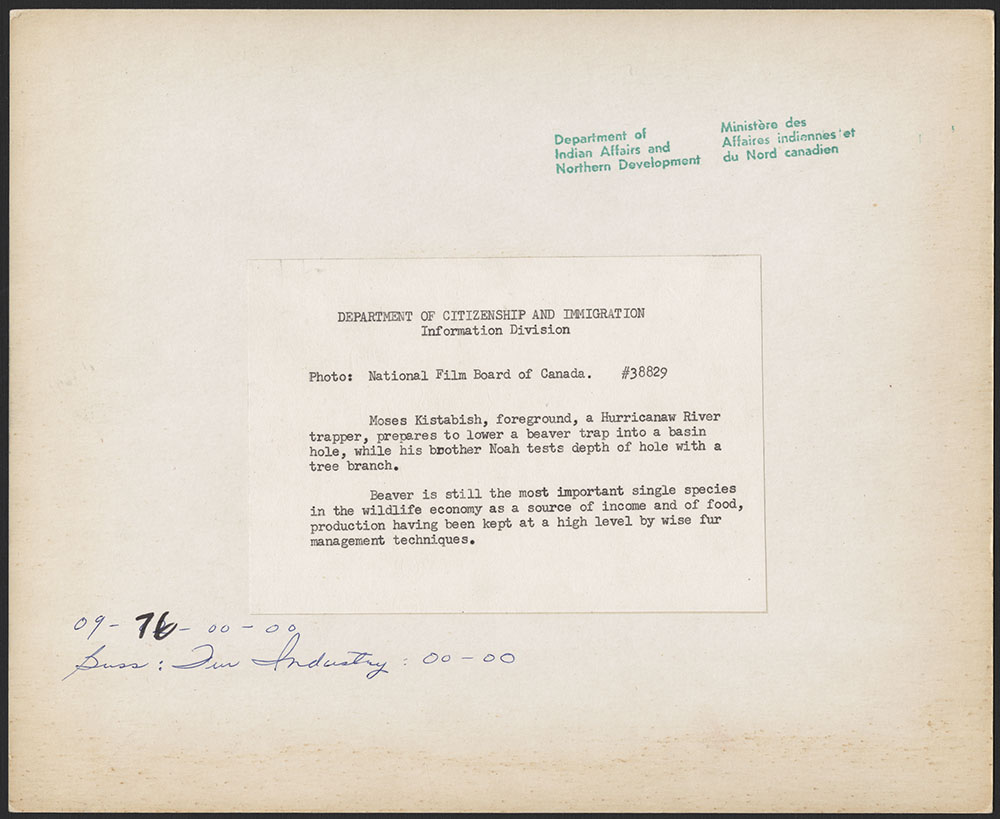 Department of
Indian Affairs and
Northern Development
Ministère des
Affaires indiennes et
du Nord canadien
DEPARTMENT OF CITIZENSHIP AND IMMIGRATION
Information Division
Photo: National Film Board of Canada. #38829
Moses Kistabish, foreground, a Hurricanaw River
trapper, prepares to lower a beaver trap into a basin
hole, while his brother Noah tests depth of hole with a
tree branch.
Beaver is still the most important single species
in the wildlife economy as a source of income and of food,
production having been kept at a high level by wise fur
management techniques.
09-76-00-00
Buss: Fur Industry: 00-00